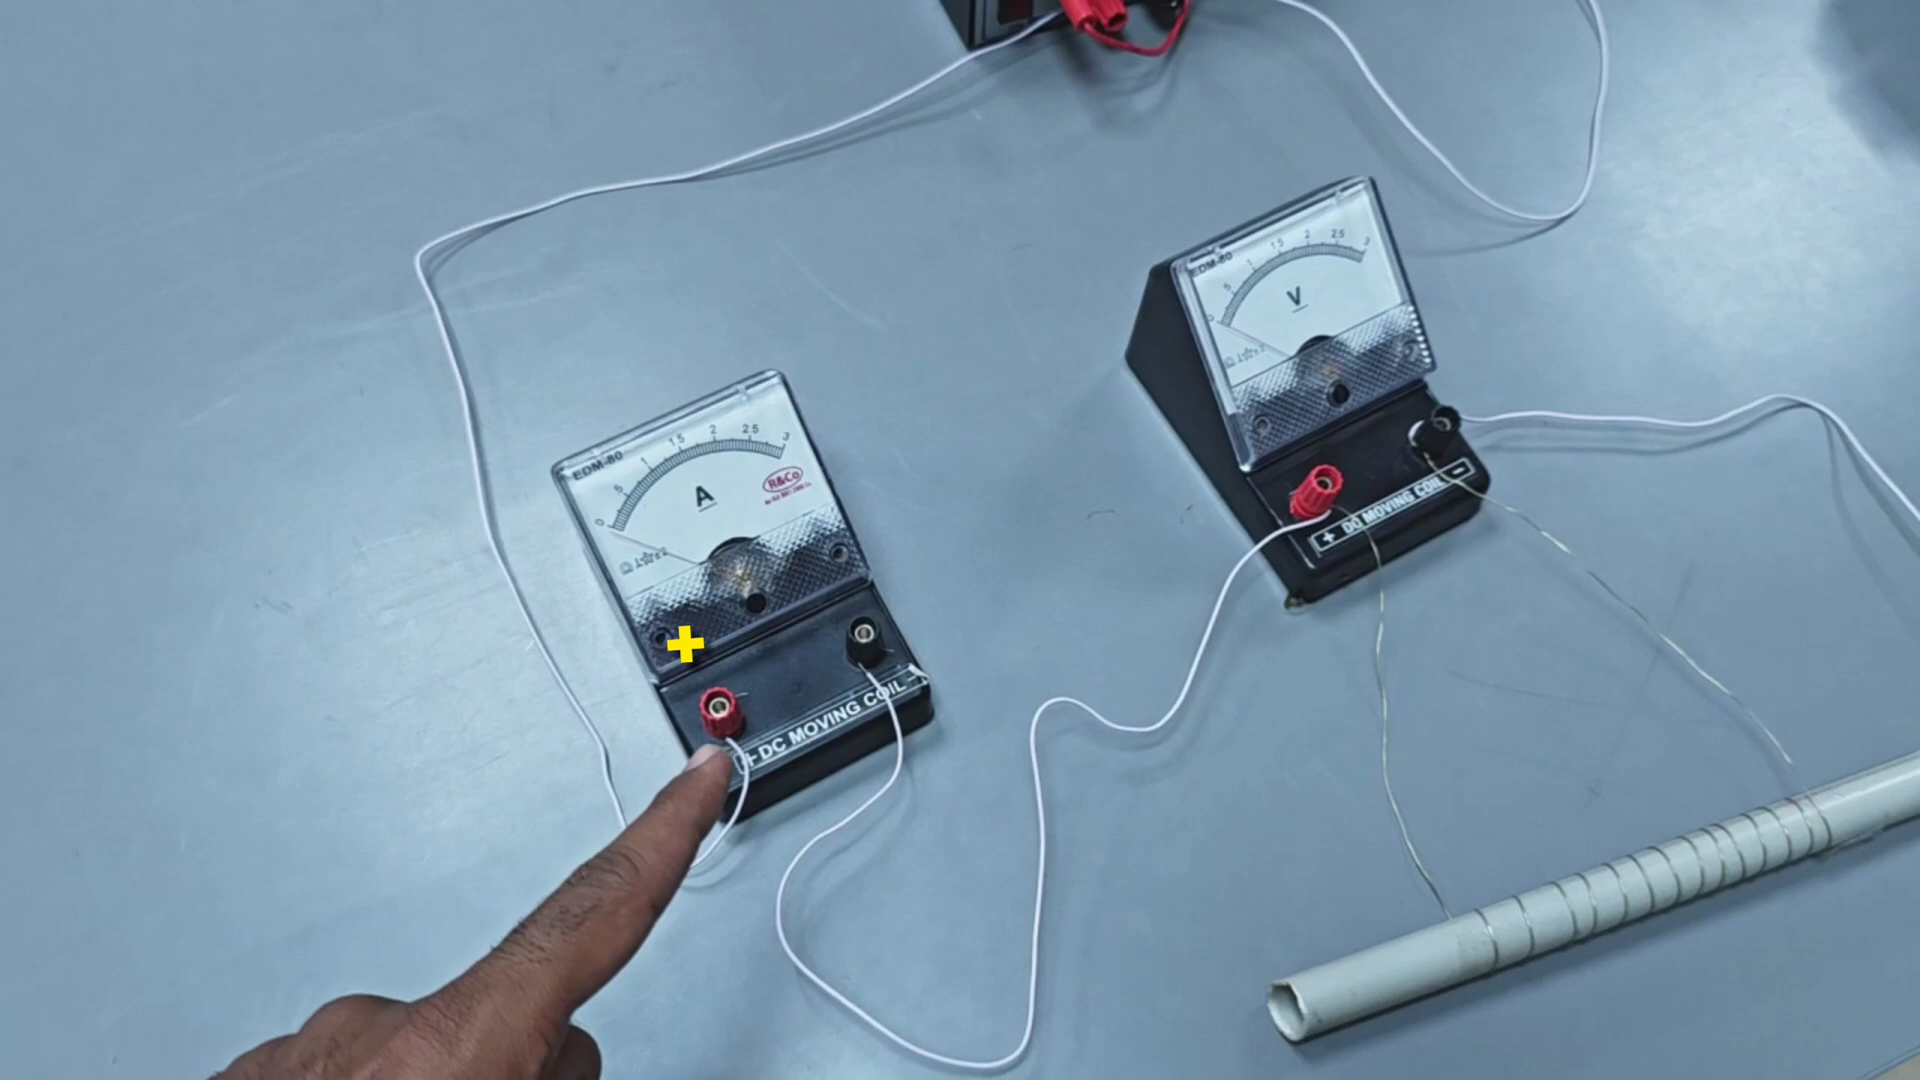 EDM-80
0 .5 1 1.5 2 2.5 3
V
+ DC MOVING COIL -
EDM-80
0 .5 1 1.5 2 2.5 3
A
R&Co
+ DC MOVING COIL -